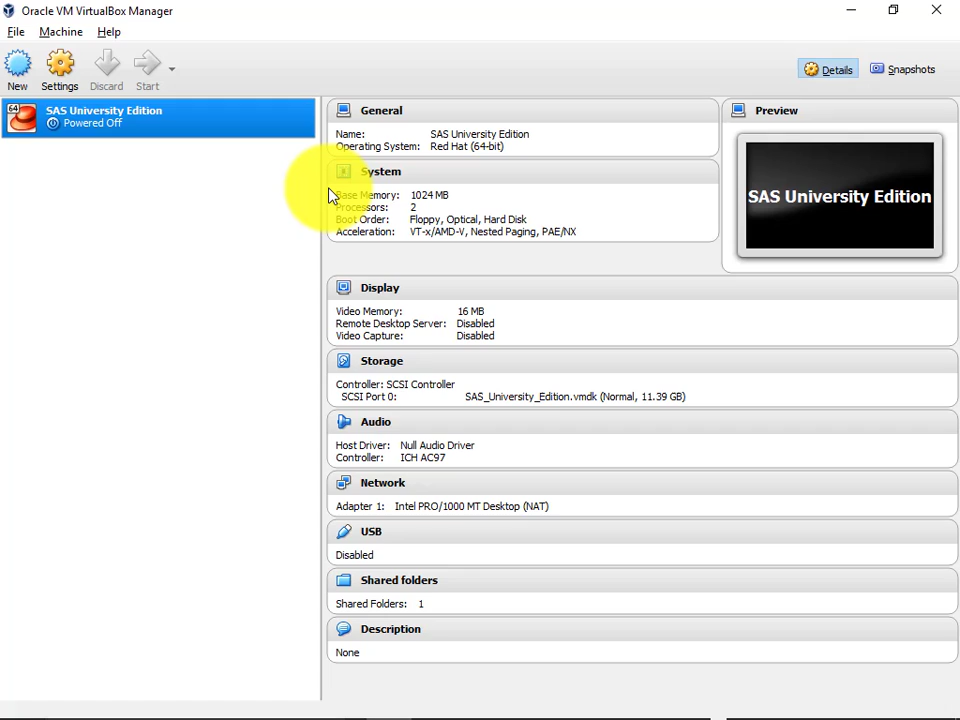 Oracle VM VirtualBox Manager
File Machine Help
New Settings Discard Start
Details Snapshots
64
SAS University Edition
Powered Off
General
Name: SAS University Edition
Operating System: Red Hat (64-bit)
System
Base Memory: 1024 MB
Processors: 2
Boot Order: Floppy, Optical, Hard Disk
Acceleration: VT-x/AMD-V, Nested Paging, PAE/NX
Preview
SAS University Edition
Display
Video Memory: 16 MB
Remote Desktop Server: Disabled
Video Capture: Disabled
Storage
Controller: SCSI Controller
SCSI Port 0: SAS_University_Edition.vmdk (Normal, 11.39 GB)
Audio
Host Driver: Null Audio Driver
Controller: ICH AC97
Network
Adapter 1: Intel PRO/1000 MT Desktop (NAT)
USB
Disabled
Shared folders
Shared Folders: 1
Description
None